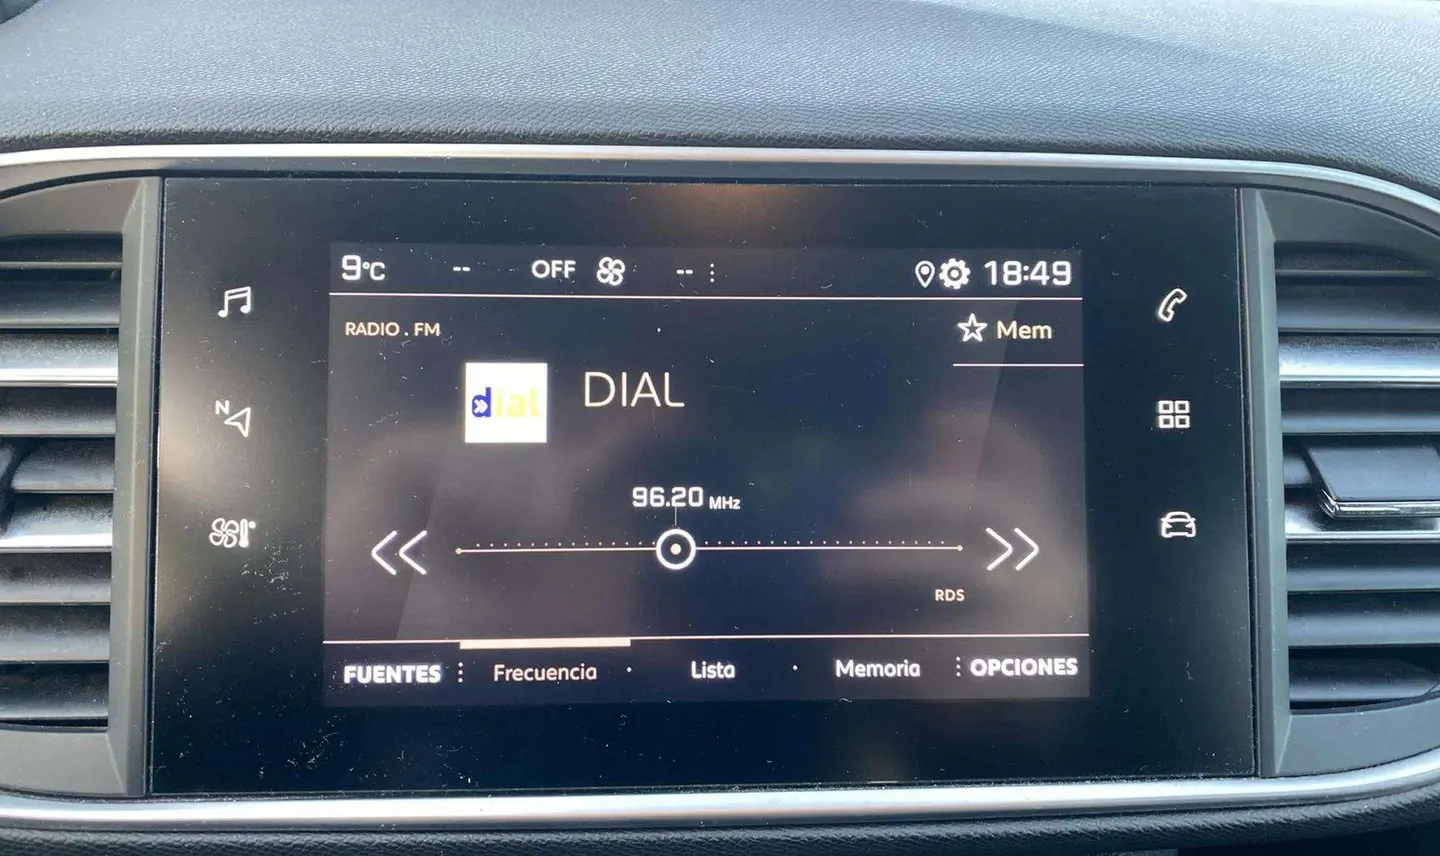 9°C -- OFF -- 18:49
RADIO . FM
Mem
dial
DIAL
96.20 MHz
RDS
FUENTES Frecuencia Lista Memoria OPCIONES
N